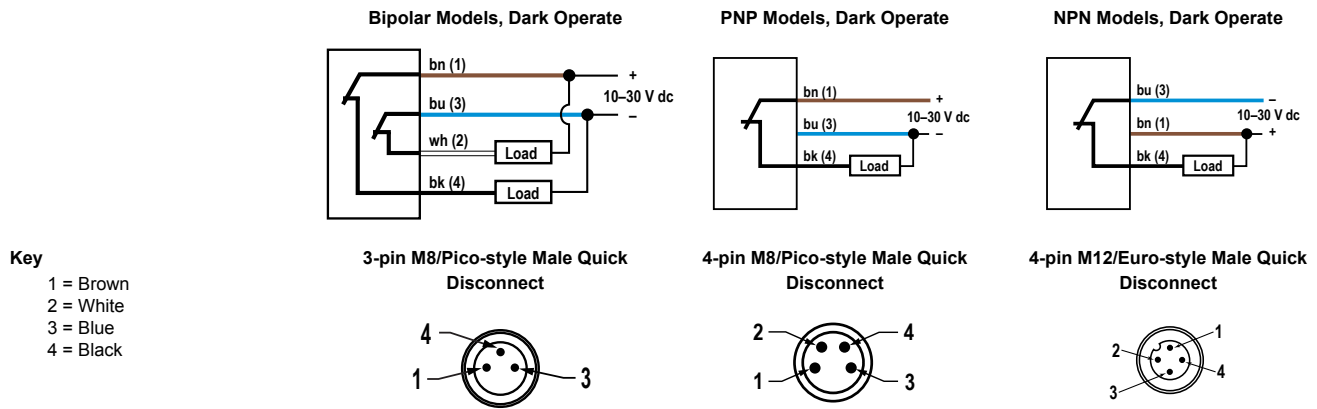 Bipolar Models, Dark Operate
bn (1)
+
10–30 V dc
bu (3)
–
wh (2)
Load
bk (4)
Load
PNP Models, Dark Operate
bn (1)
+
10–30 V dc
bu (3)
–
bk (4)
Load
NPN Models, Dark Operate
bu (3)
–
10–30 V dc
bn (1)
+
bk (4)
Load
Key
1 = Brown
2 = White
3 = Blue
4 = Black
3-pin M8/Pico-style Male Quick
Disconnect
4
1
3
4-pin M8/Pico-style Male Quick
Disconnect
2
4
1
3
4-pin M12/Euro-style Male Quick
Disconnect
1
2
4
3